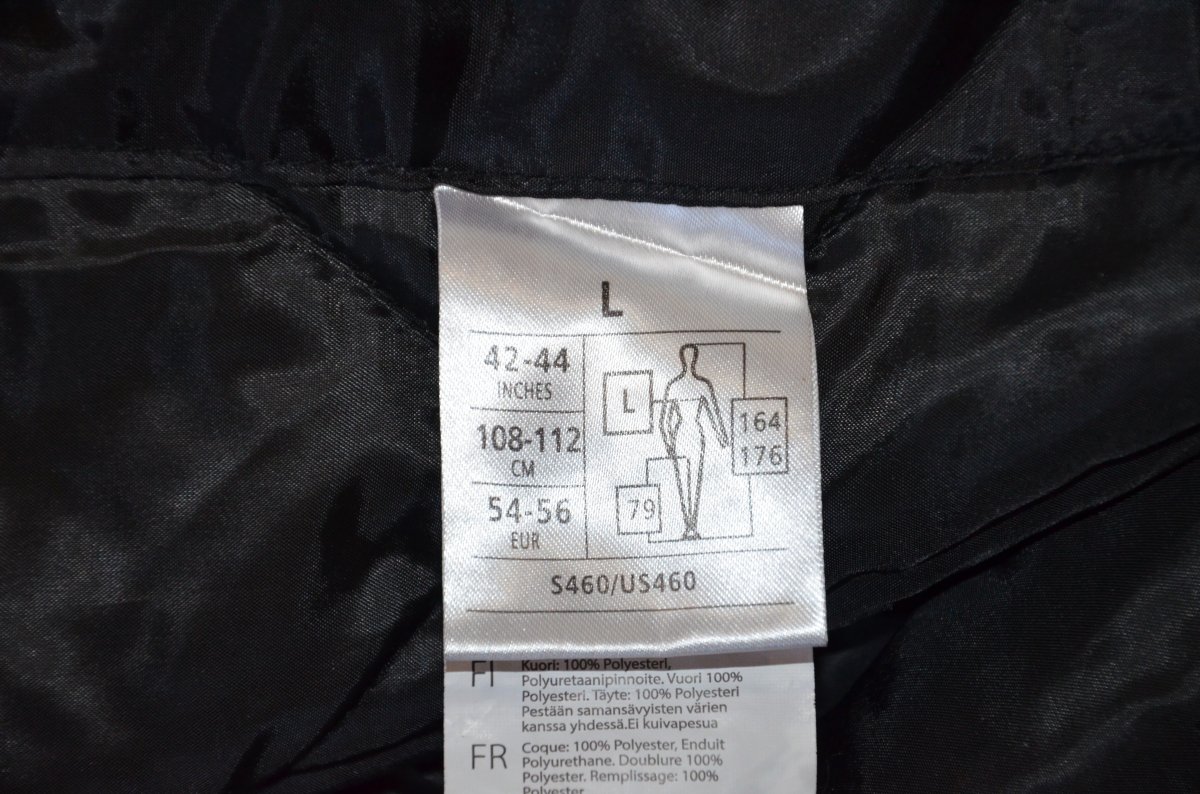 L
42-44
INCHES
108-112
CM
54-56
EUR
L
164
176
79
S460/US460
FI
Kuori: 100% Polyesteri,
Polyuretaanipinnoite. Vuori 100%
Polyesteri. Täyte: 100% Polyesteri
Pestään samansävyisten värien
kanssa yhdessä.Ei kuivapesua
FR
Coque: 100% Polyester, Enduit
Polyurethane. Doublure 100%
Polyester. Remplissage: 100%
Polyester.